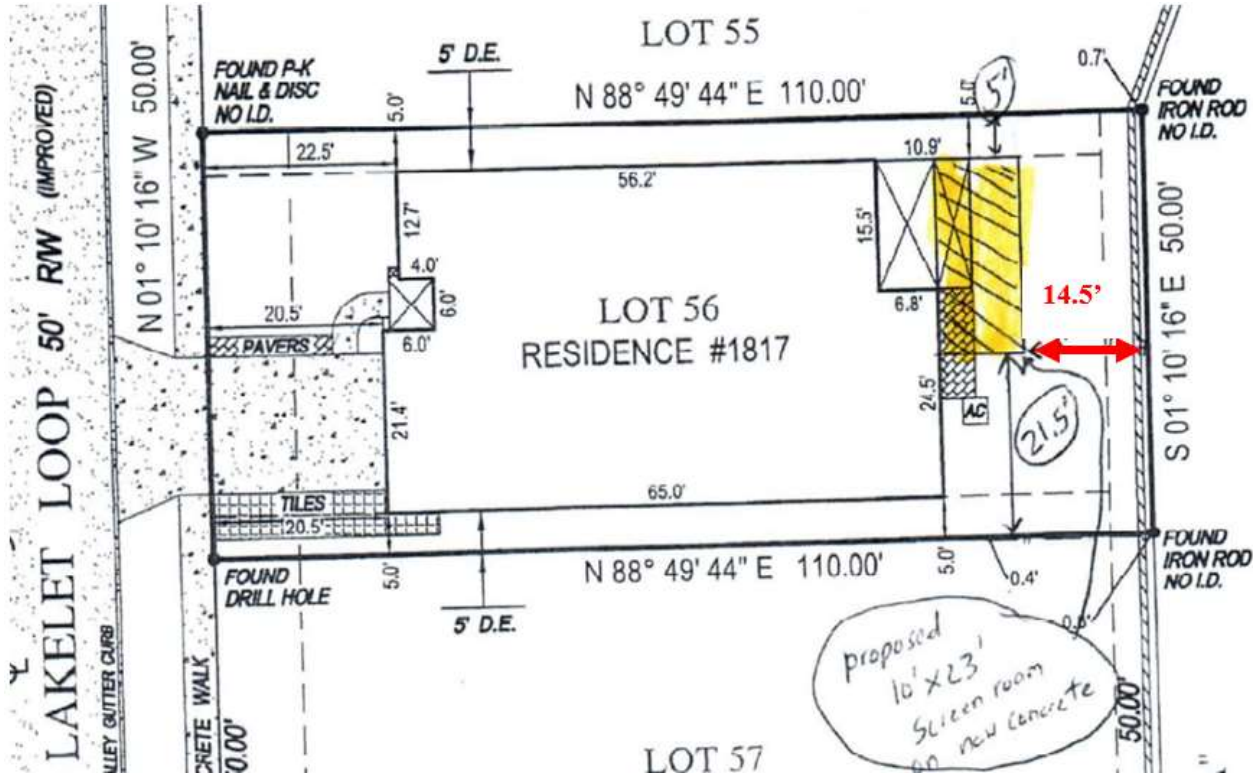 LOT 55
5' D.E.
N 88° 49' 44" E 110.00'
5.0'
5'
0.7'
FOUND P-K
NAIL & DISC
NO I.D.
FOUND
IRON ROD
NO I.D.
5.0'
22.5'
10.9'
56.2'
12.7'
15.5'
4.0'
6.0'
6.0'
20.5'
PAVERS
LOT 56
RESIDENCE #1817
6.8'
14.5'
24.5'
AC
21.5'
21.4'
65.0'
TILES
20.5'
N 01° 10' 16" W 50.00'
S 01° 10' 16" E 50.00'
LAKELET LOOP 50' R/W (IMPROVED)
FOUND
DRILL HOLE
5.0'
5' D.E.
N 88° 49' 44" E 110.00'
5.0'
0.4'
FOUND
IRON ROD
NO I.D.
proposed
10' x 23'
Screen room
on new concrete
ALLEY GUTTER CURB
CRETE WALK
50.00'
LOT 57